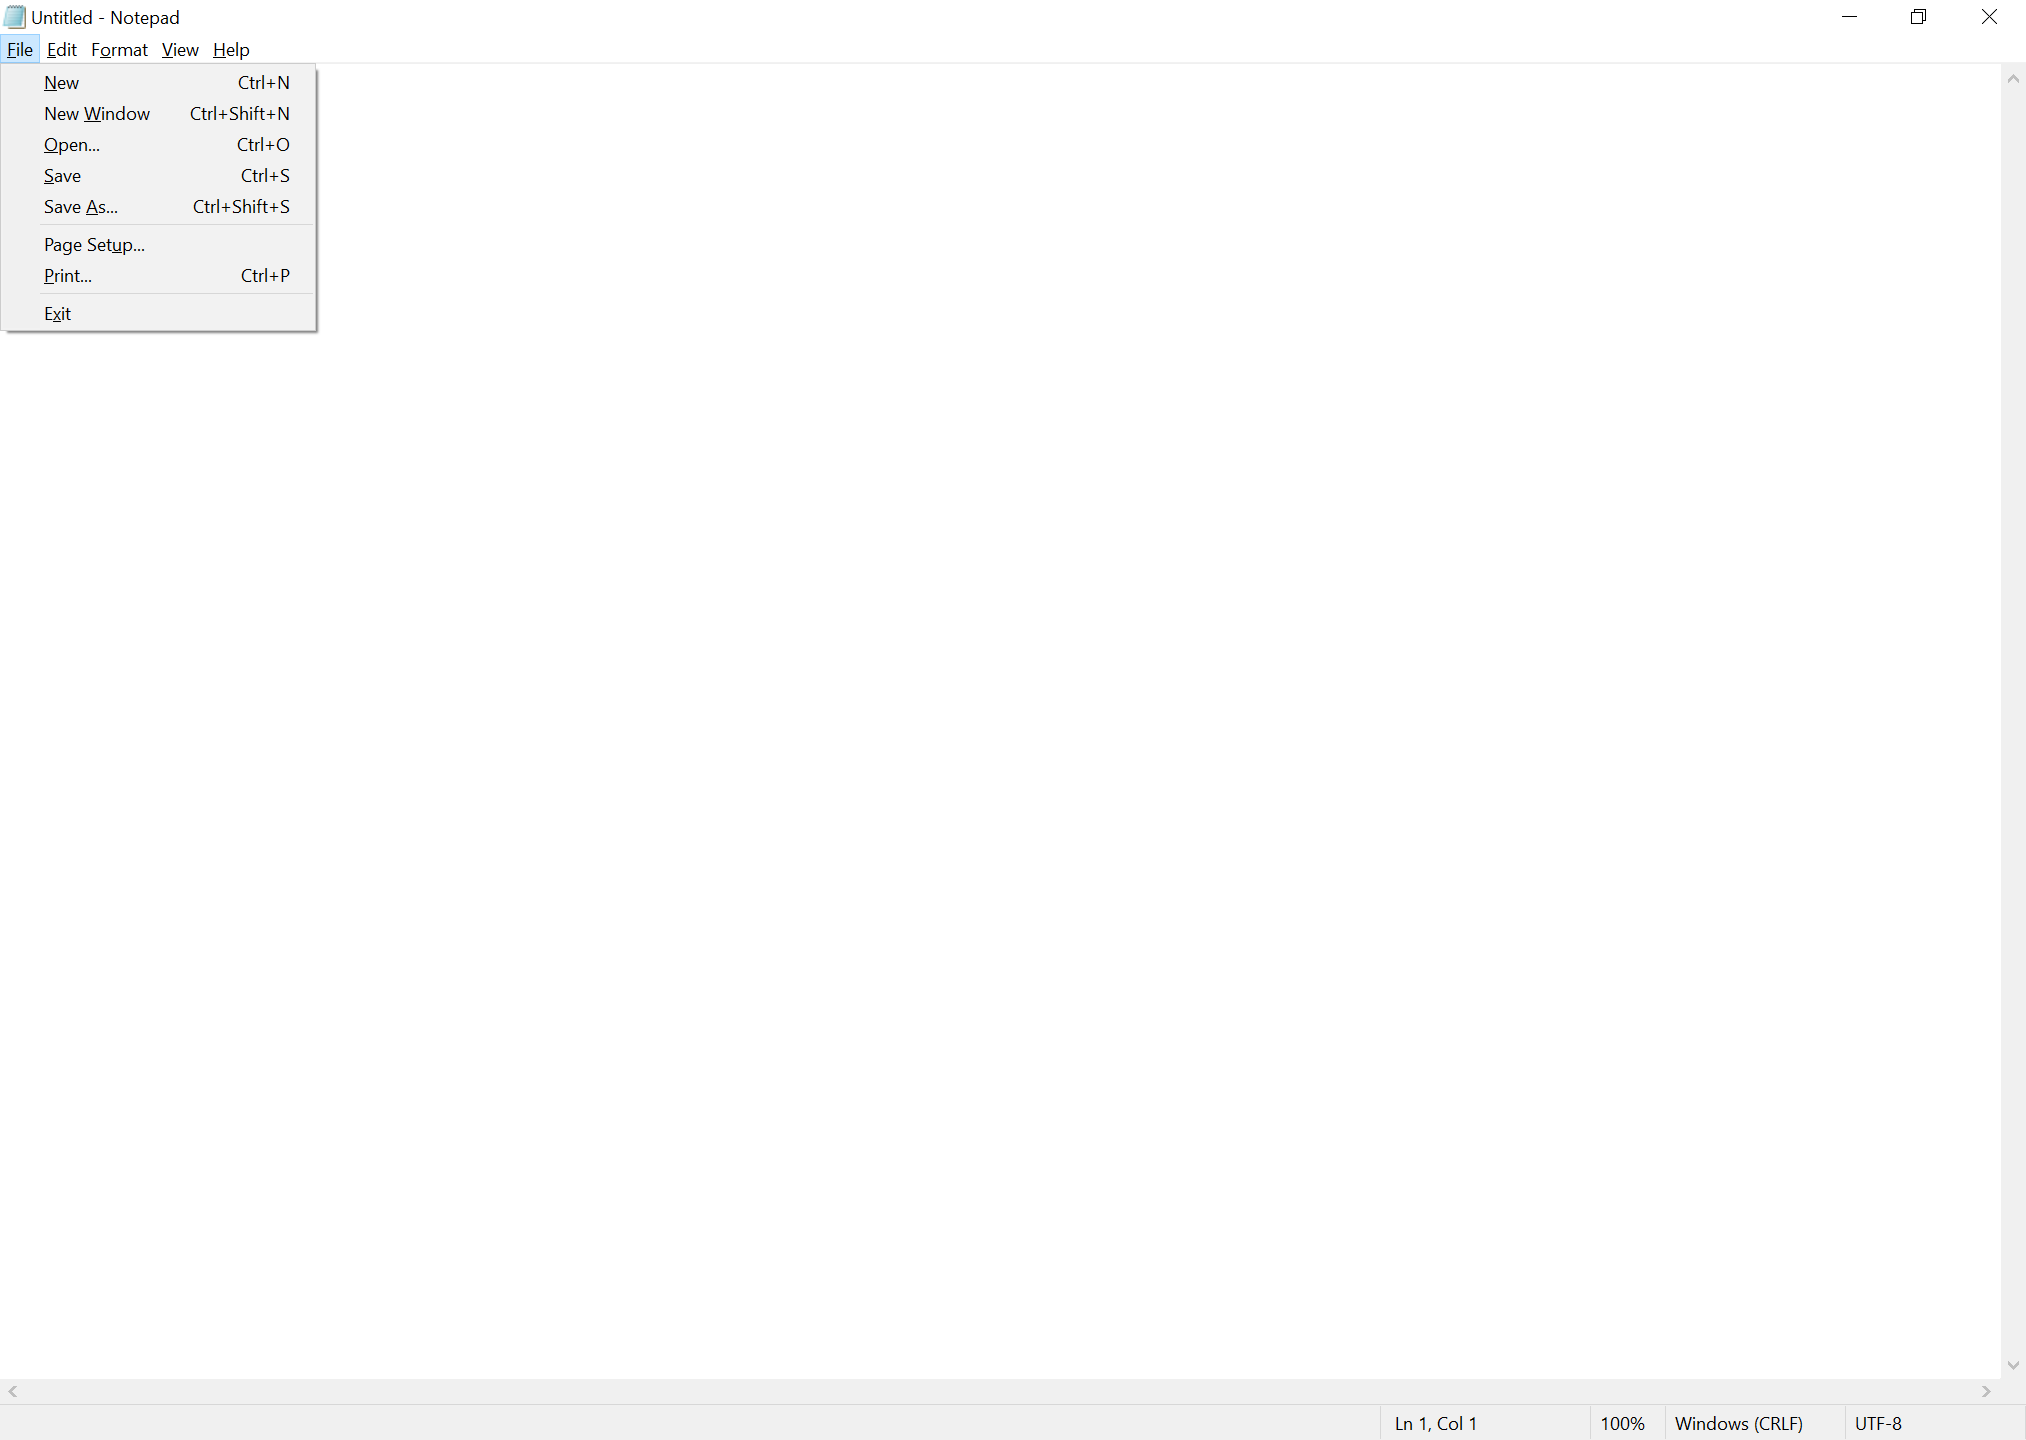 Untitled - Notepad
File Edit Format View Help
New Ctrl+N
New Window Ctrl+Shift+N
Open... Ctrl+O
Save Ctrl+S
Save As... Ctrl+Shift+S
Page Setup...
Print... Ctrl+P
Exit
Ln 1, Col 1 100% Windows (CRLF) UTF-8